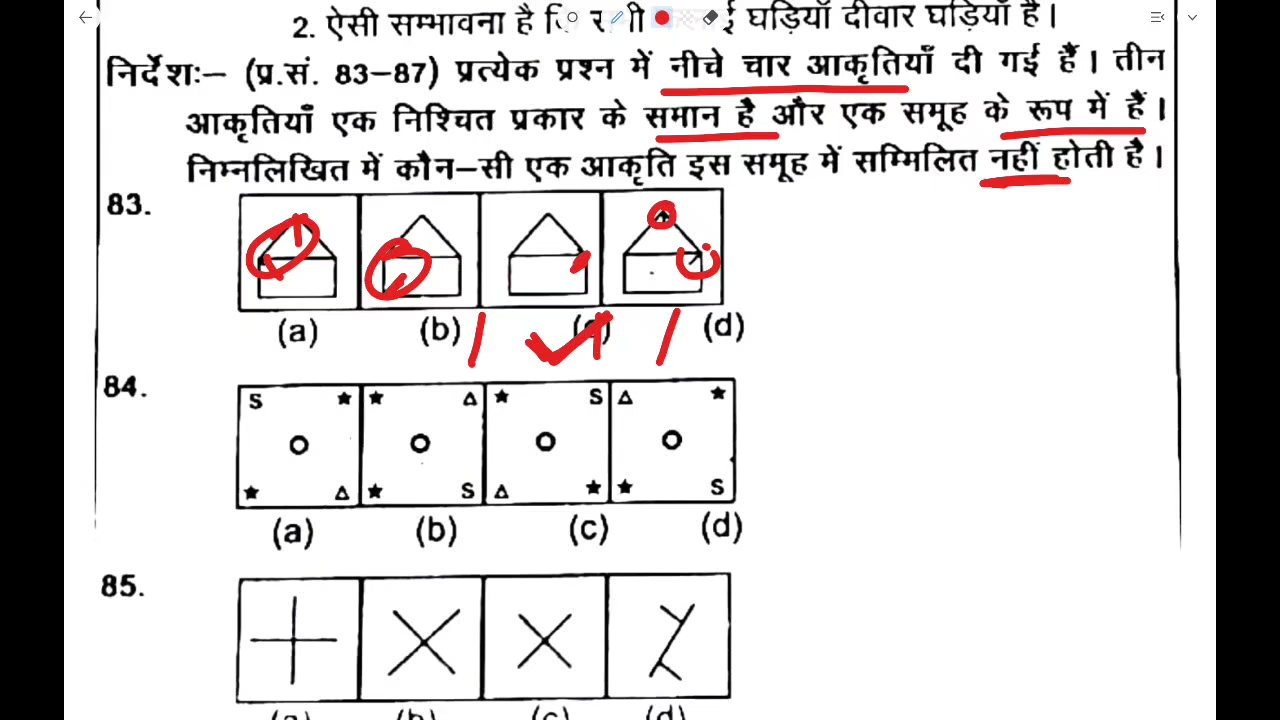 2. ऐसी सम्भावना है घड़ियाँ दीवार घड़ियाँ है।
निर्देशः– (प्र.सं. 83–87) प्रत्येक प्रश्न में नीचे चार आकृतियाँ दी गई हैं। तीन
आकृतियाँ एक निश्चित प्रकार के समान है और एक समूह के रूप में हैं।
निम्नलिखित में कौन–सी एक आकृति इस समूह में सम्मिलित नहीं होती है।
83.
(a) (b) (c) (d)
84.
S ★ ★ △ ★ S △ ★
★ △ ★ S △ ★ ★ S
(a) (b) (c) (d)
85.
(a) (b) (c) (d)